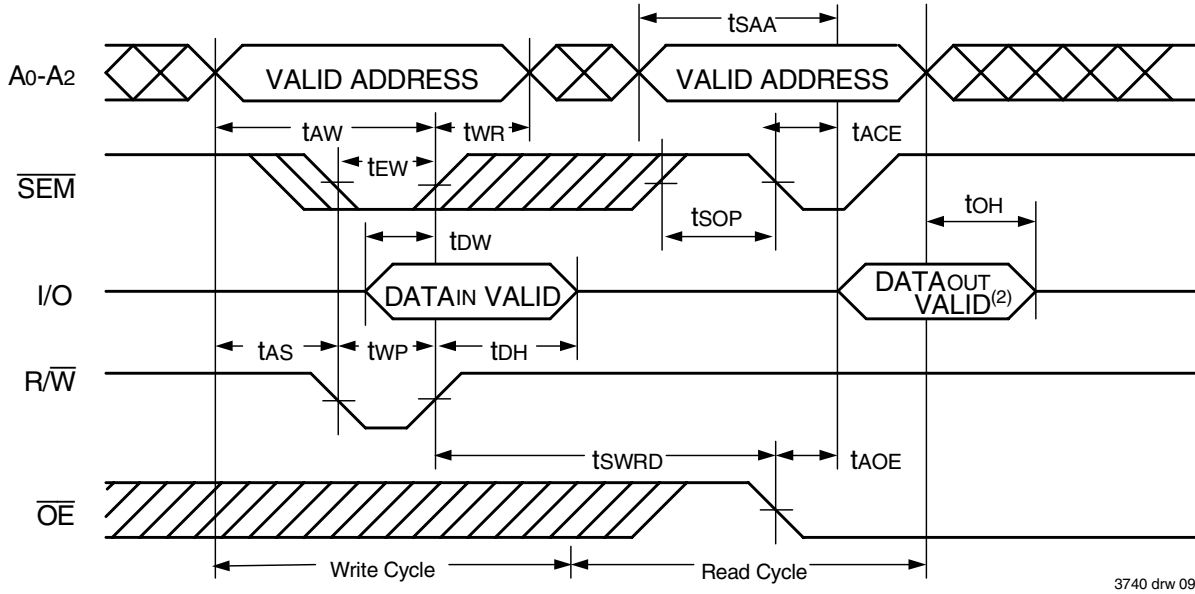 tSAA
A0-A2
VALID ADDRESS
VALID ADDRESS
tAW
tWR
tACE
tEW
SEM
tSOP
tOH
tDW
I/O
DATAIN VALID
DATAOUT
VALID(2)
tAS
tWP
tDH
R/W
tSWRD
tAOE
OE
Write Cycle
Read Cycle
3740 drw 09